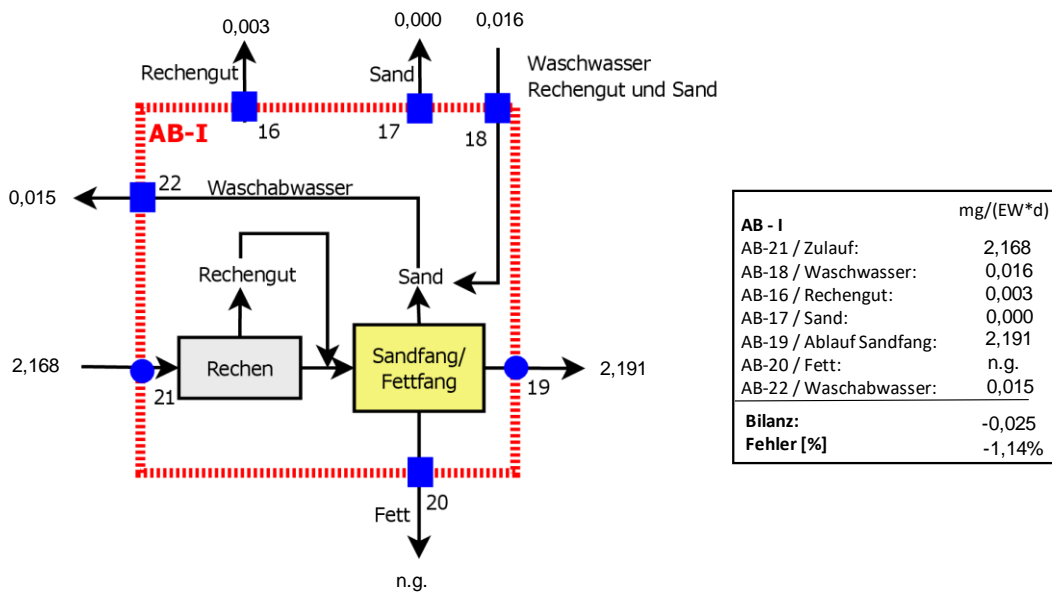 0,003
0,000
0,016
Rechengut
Sand
Waschwasser
Rechengut und Sand
AB-I
16
17
18
22
Waschabwasser
0,015
Rechengut
Sand
2,168
21
Rechen
Sandfang/
Fettfang
19
2,191
20
Fett
n.g.
mg/(EW*d)
AB - I
AB-21 / Zulauf: 2,168
AB-18 / Waschwasser: 0,016
AB-16 / Rechengut: 0,003
AB-17 / Sand: 0,000
AB-19 / Ablauf Sandfang: 2,191
AB-20 / Fett: n.g.
AB-22 / Waschabwasser: 0,015
Bilanz: -0,025
Fehler [%] -1,14%